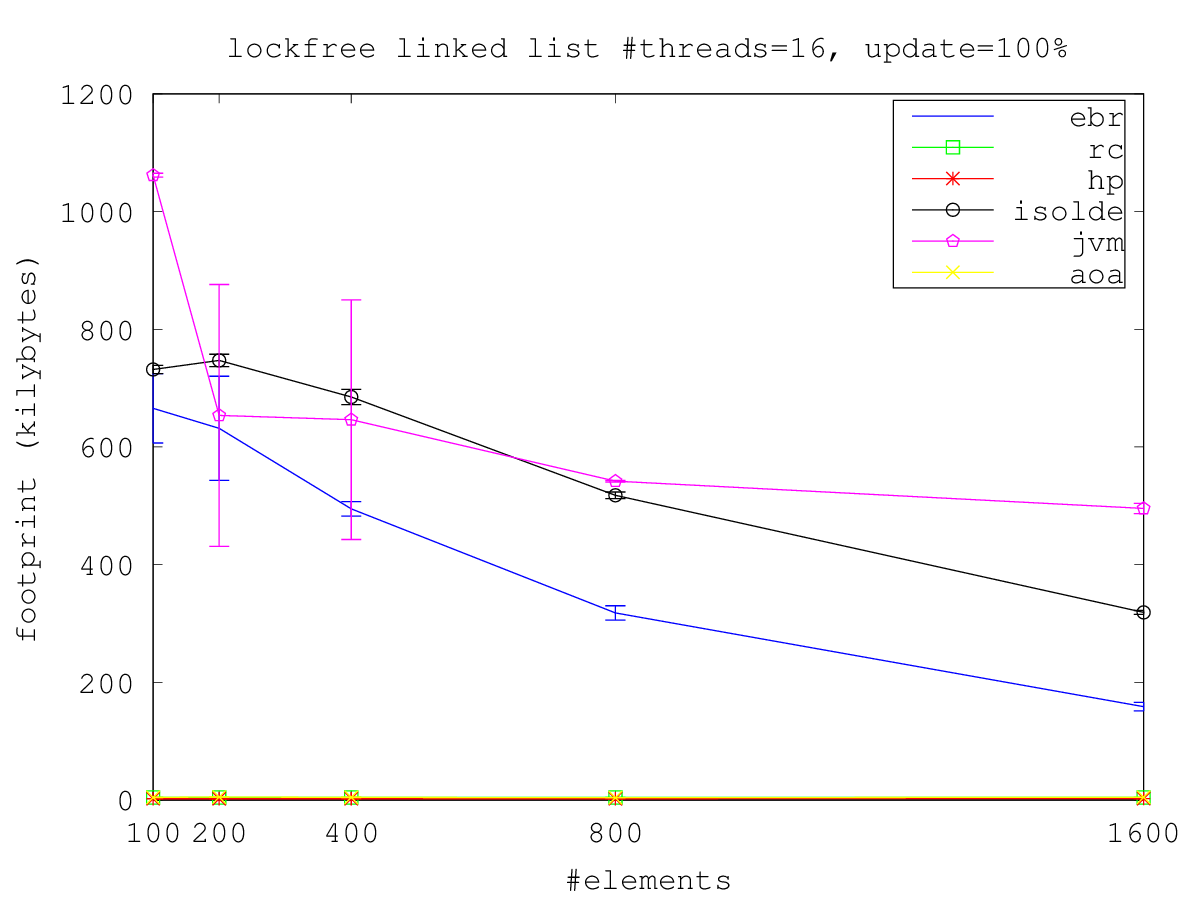 lockfree linked list #threads=16, update=100%
1200
1000
800
600
400
200
0
footprint (kilybytes)
ebr
rc
hp
isolde
jvm
aoa
100 200 400 800 1600
#elements